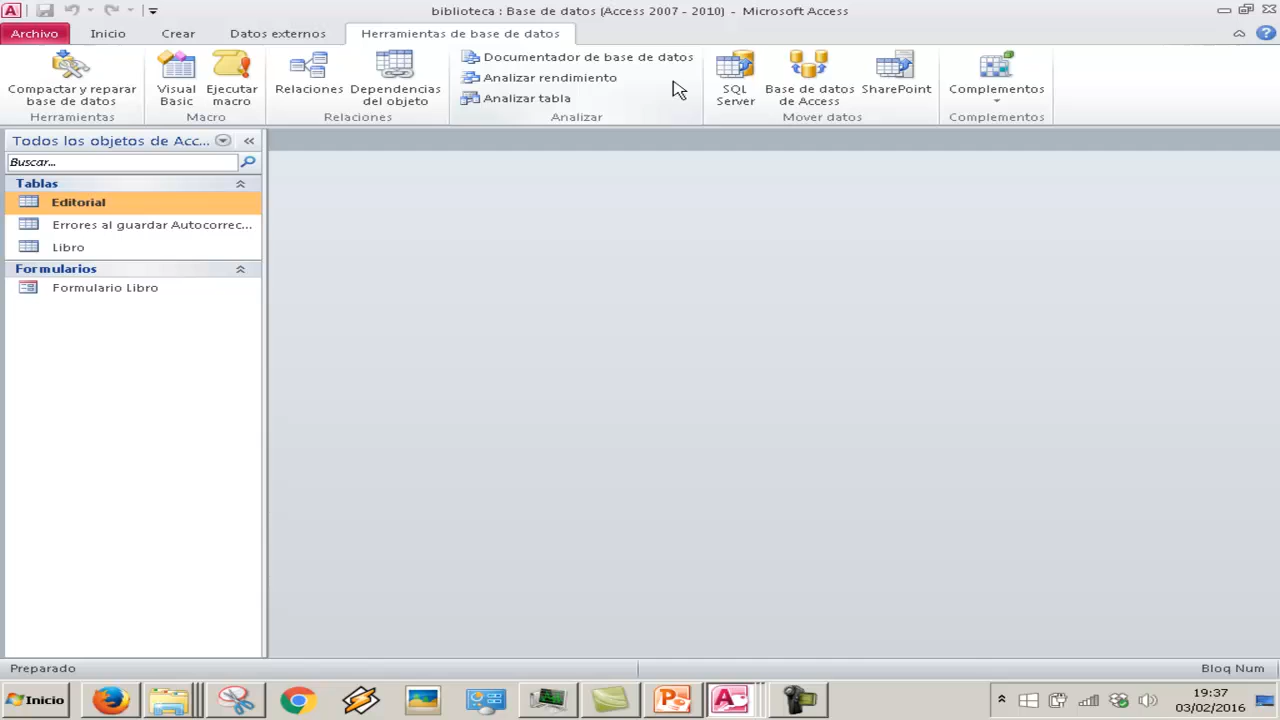 biblioteca : Base de datos (Access 2007 - 2010) - Microsoft Access
Archivo Inicio Crear Datos externos Herramientas de base de datos
Compactar y reparar base de datos
Herramientas
Visual Basic
Ejecutar macro
Macro
Relaciones
Dependencias del objeto
Relaciones
Documentador de base de datos
Analizar rendimiento
Analizar tabla
Analizar
SQL Server
Base de datos de Access
SharePoint
Mover datos
Complementos
Complementos
Todos los objetos de Acc...
Buscar...
Tablas
Editorial
Errores al guardar Autocorrec...
Libro
Formularios
Formulario Libro
Preparado
Bloq Num
Inicio
19:37
03/02/2016